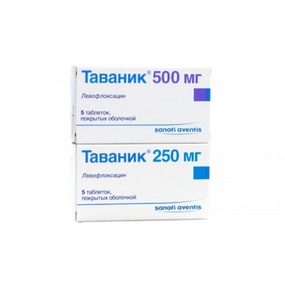 Таваник® 500 мг
Левофлоксацин
5 таблеток,
покрытых оболочкой
sanofi aventis
Таваник® 250 мг
Левофлоксацин
5 таблеток,
покрытых оболочкой
sanofi aventis